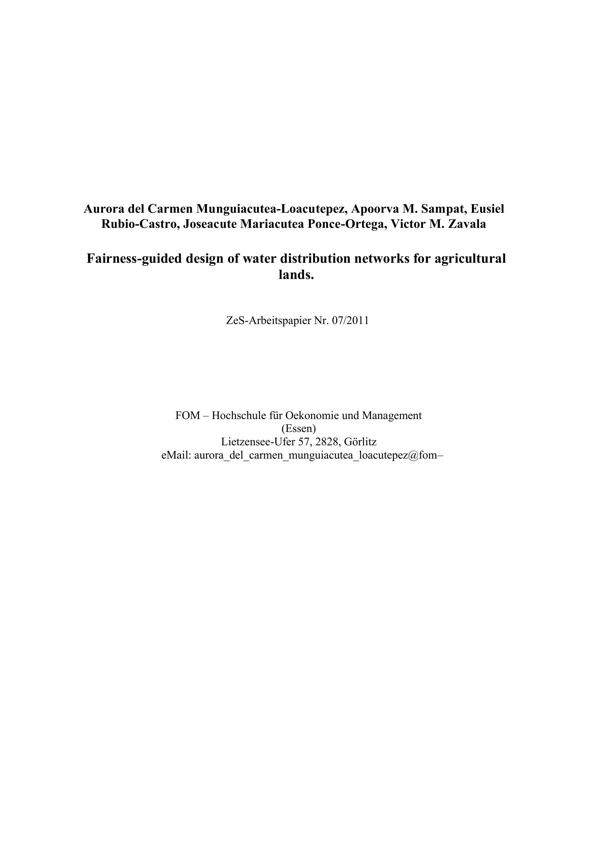 Aurora del Carmen Munguiacutea-Loacutepez, Apoorva M. Sampat, Eusiel
Rubio-Castro, Joseacute Mariacutea Ponce-Ortega, Victor M. Zavala
Fairness-guided design of water distribution networks for agricultural
lands.
ZeS-Arbeitspapier Nr. 07/2011
FOM – Hochschule für Oekonomie und Management
(Essen)
Lietzensee-Ufer 57, 2828, Görlitz
eMail: aurora_del_carmen_munguiacutea_loacutepez@fom–